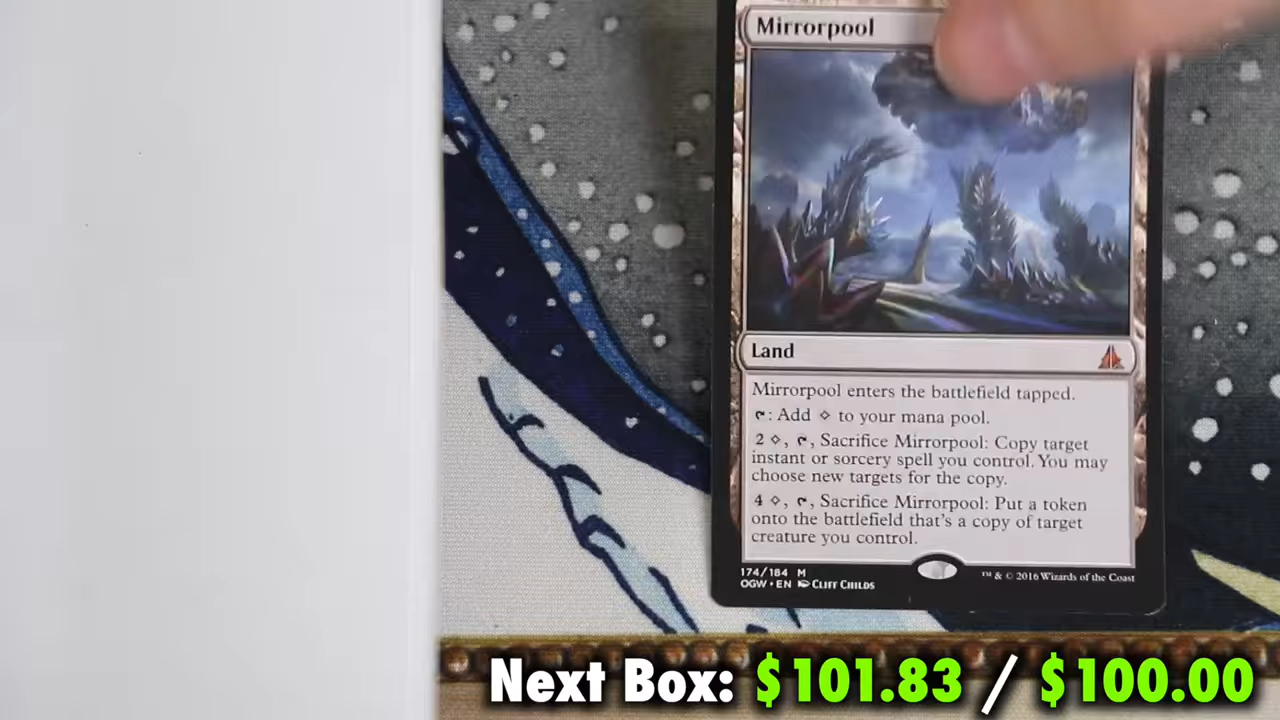 Mirrorpool
Land
Mirrorpool enters the battlefield tapped.
: Add ◇ to your mana pool.
2 ◇, , Sacrifice Mirrorpool: Copy target
instant or sorcery spell you control. You may
choose new targets for the copy.
4 ◇, , Sacrifice Mirrorpool: Put a token
onto the battlefield that's a copy of target
creature you control.
174/184 M
OGW • EN Cliff Childs
™ & © 2016 Wizards of the Coast
Next Box: $101.83 / $100.00